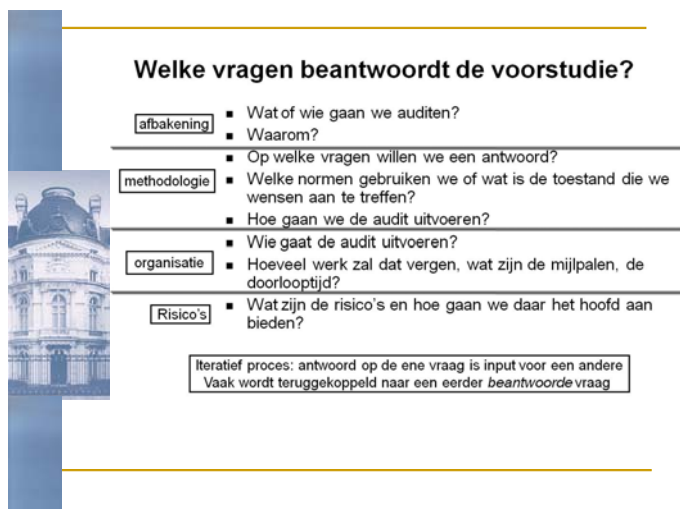 Welke vragen beantwoordt de voorstudie?
afbakening
■ Wat of wie gaan we auditen?
■ Waarom?
methodologie
■ Op welke vragen willen we een antwoord?
■ Welke normen gebruiken we of wat is de toestand die we
wensen aan te treffen?
■ Hoe gaan we de audit uitvoeren?
organisatie
■ Wie gaat de audit uitvoeren?
■ Hoeveel werk zal dat vergen, wat zijn de mijlpalen, de
doorlooptijd?
Risico's
■ Wat zijn de risico's en hoe gaan we daar het hoofd aan
bieden?
Iteratief proces: antwoord op de ene vraag is input voor een andere
Vaak wordt teruggekoppeld naar een eerder beantwoorde vraag